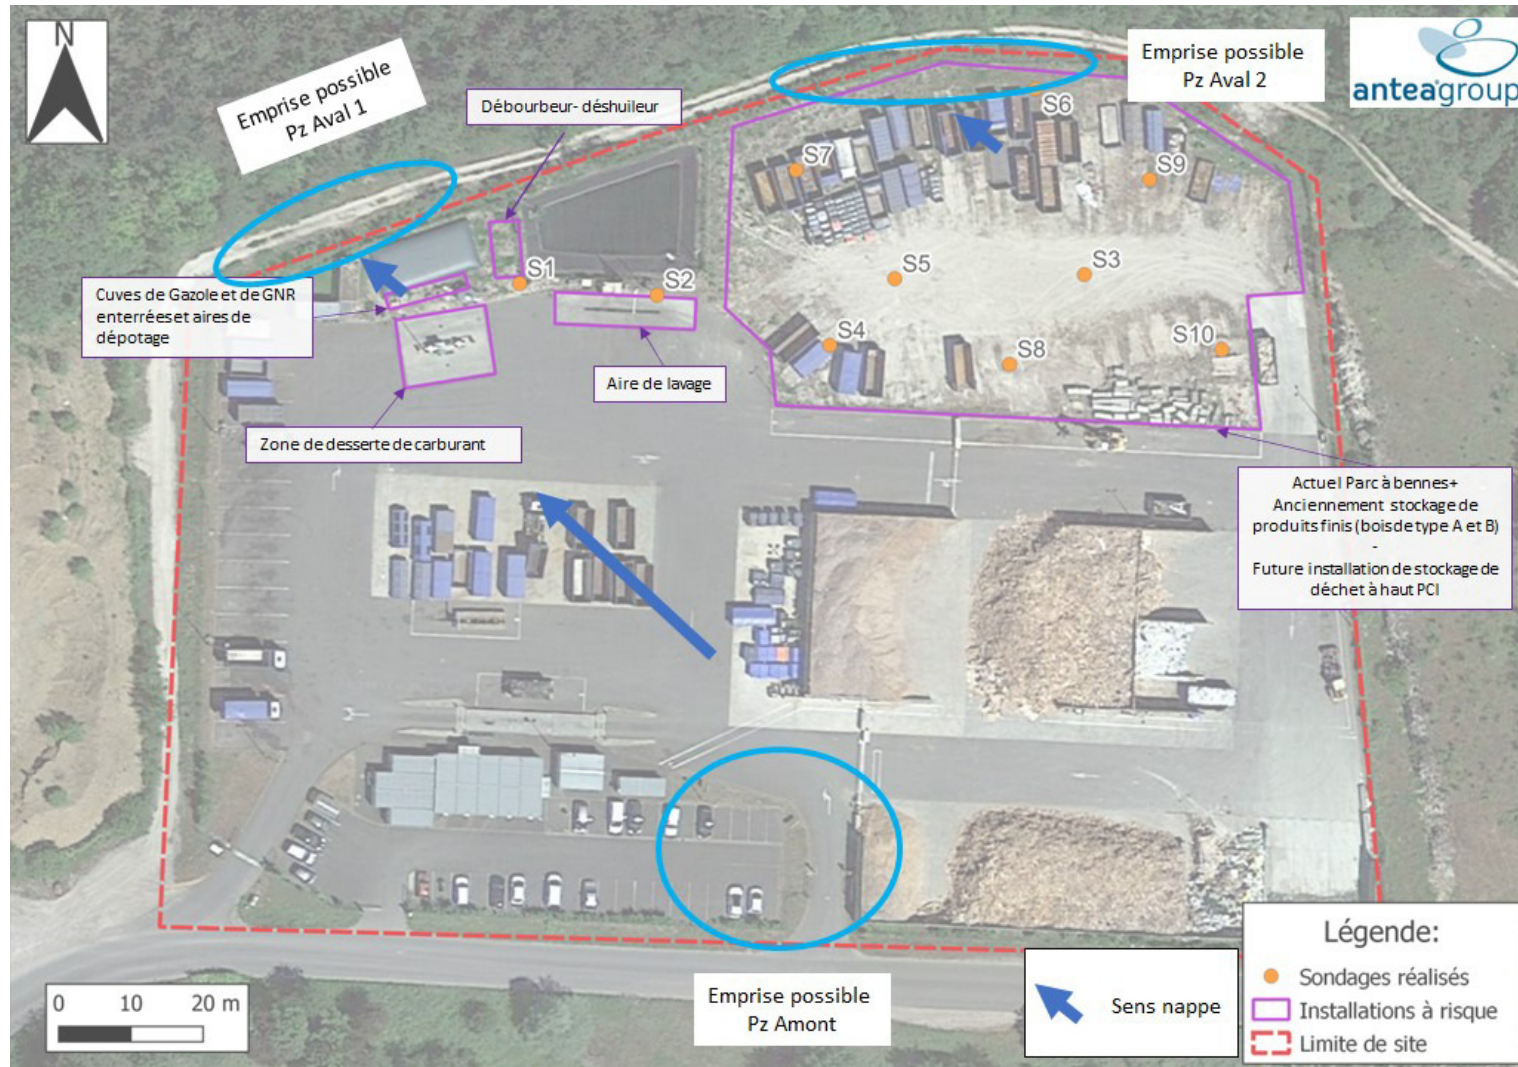 N
Emprise possible
Pz Aval 1
Débourbeur- déshuileur
Emprise possible
Pz Aval 2
anteagroup
S6
S7
S9
S1
S2
S5
S3
Cuves de Gazole et de GNR
enterrées et aires de
dépotage
S4
S8
S10
Aire de lavage
Zone de desserte de carburant
Actuel Parc à bennes+
Anciennement stockage de
produits finis (bois de type A et B)
-
Future installation de stockage de
déchet à haut PCI
Emprise possible
Pz Amont
0 10 20 m
Sens nappe
Légende:
Sondages réalisés
Installations à risque
Limite de site